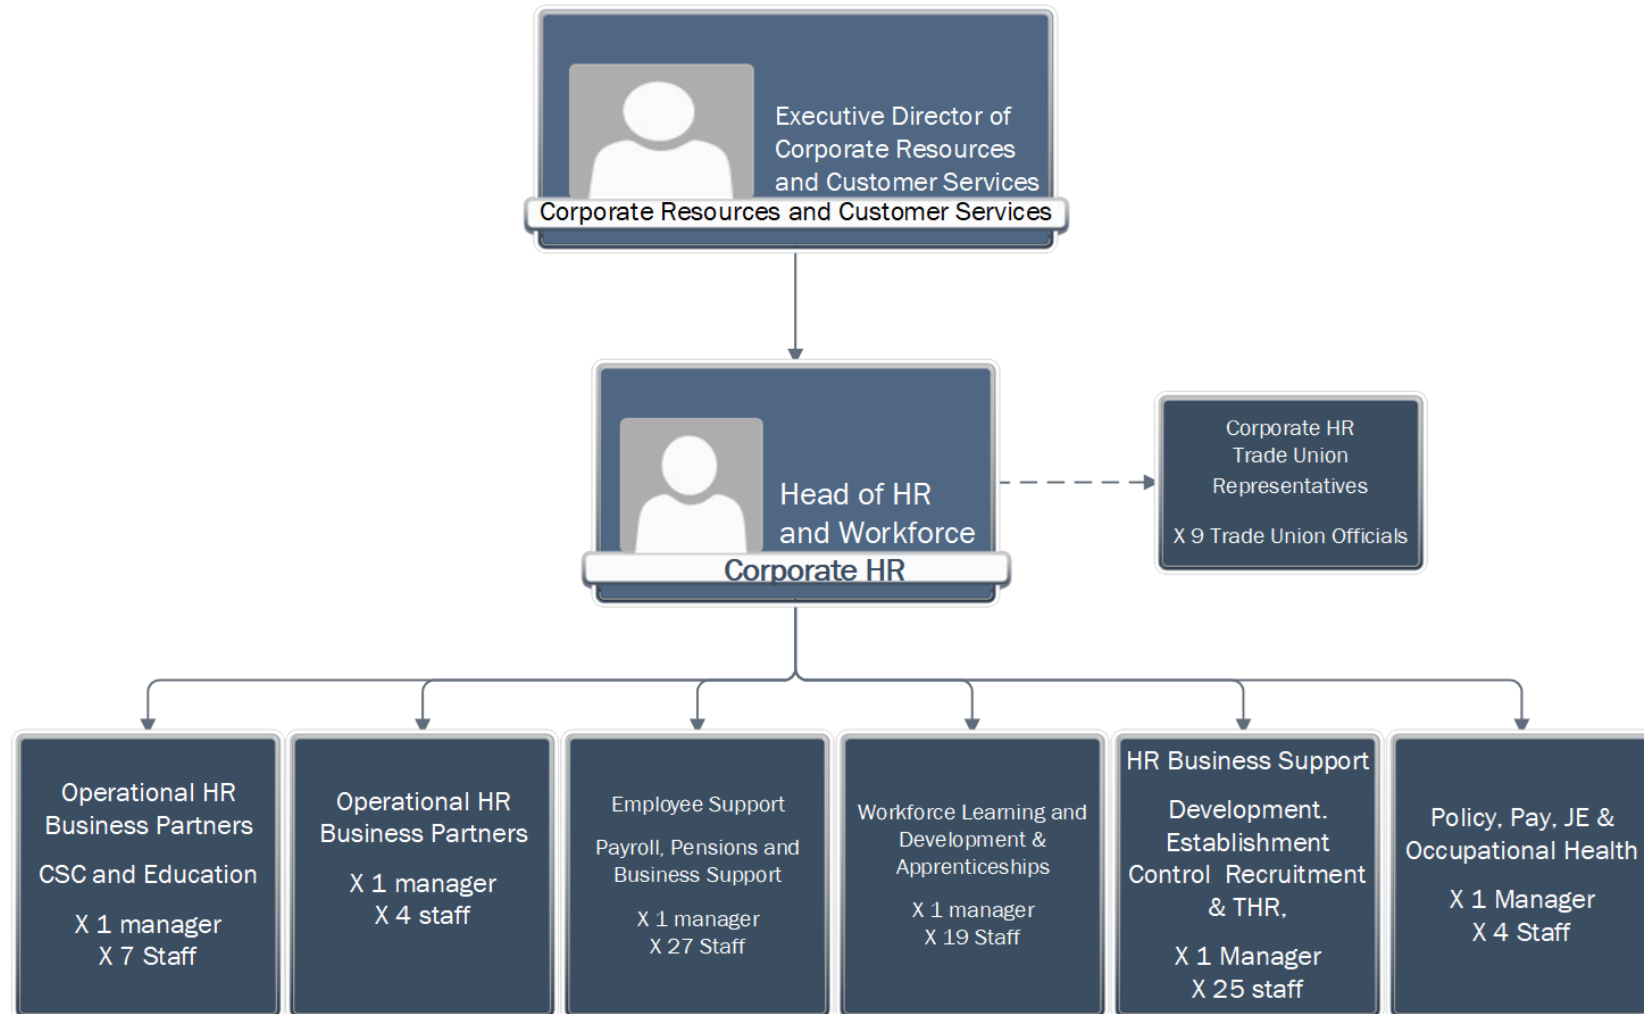 Executive Director of
Corporate Resources
and Customer Services
Corporate Resources and Customer Services
Head of HR
and Workforce
Corporate HR
Corporate HR
Trade Union
Representatives
X 9 Trade Union Officials
Operational HR
Business Partners
CSC and Education
X 1 manager
X 7 Staff
Operational HR
Business Partners
X 1 manager
X 4 staff
Employee Support
Payroll, Pensions and
Business Support
X 1 manager
X 27 Staff
Workforce Learning and
Development &
Apprenticeships
X 1 manager
X 19 Staff
HR Business Support
Development.
Establishment
Control  Recruitment
& THR,
X 1 Manager
X 25 staff
Policy, Pay, JE &
Occupational Health
X 1 Manager
X 4 Staff